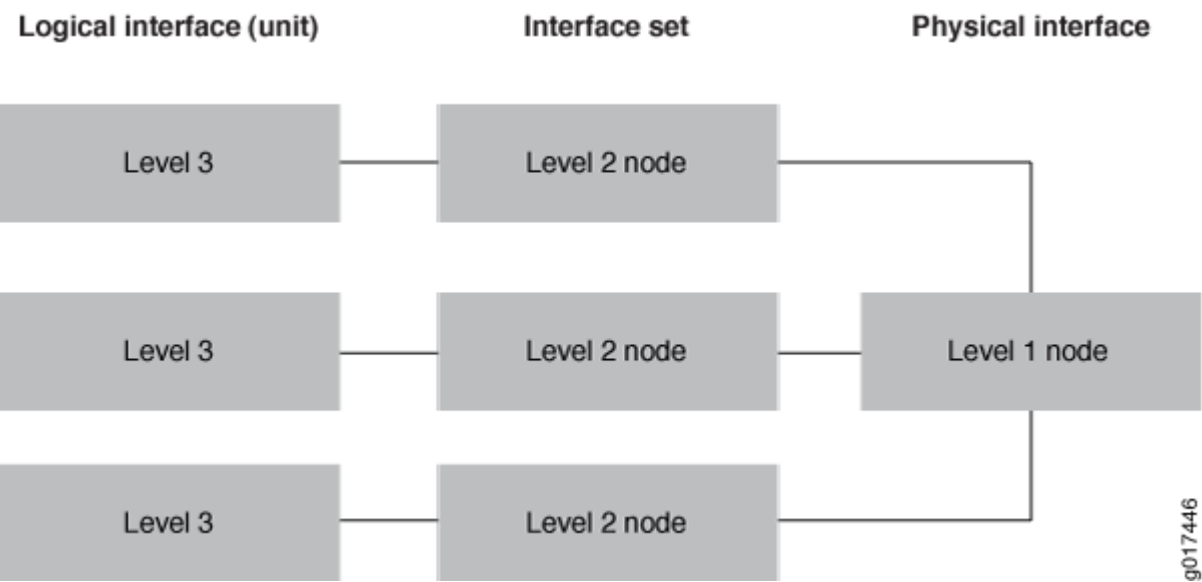 Logical interface (unit)
Interface set
Physical interface
Level 3
Level 2 node
Level 3
Level 2 node
Level 1 node
Level 3
Level 2 node
g017446